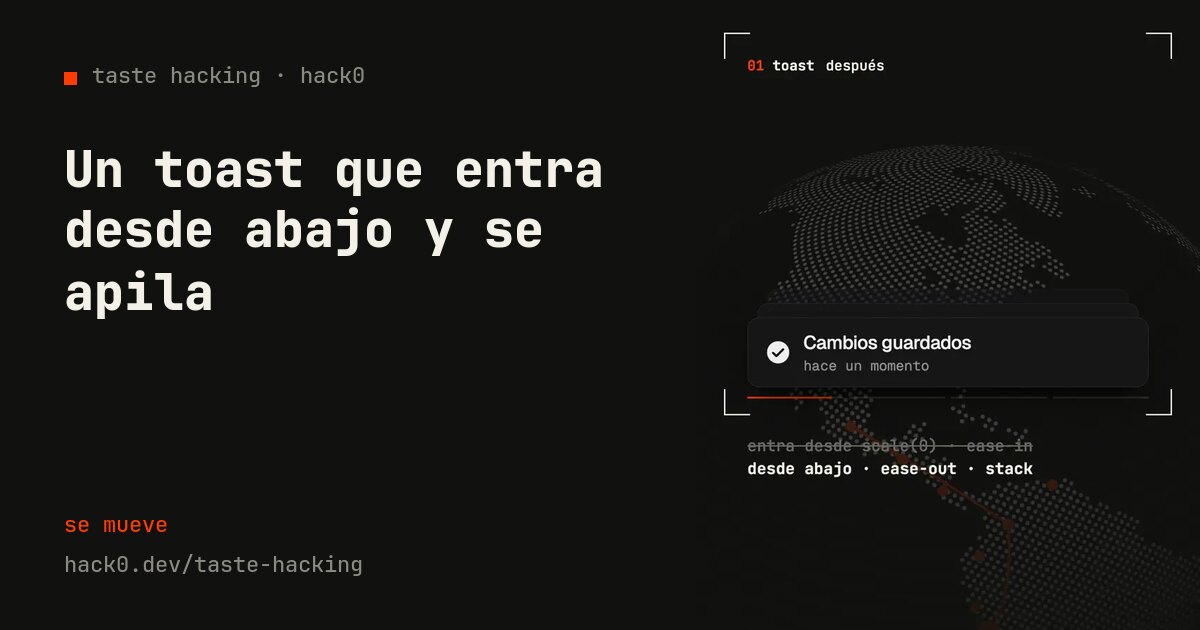 taste hacking · hack0
Un toast que entra
desde abajo y se
apila
se mueve
hack0.dev/taste-hacking
01 toast después
Cambios guardados
hace un momento
entra desde scale(0) · ease in
desde abajo · ease-out · stack